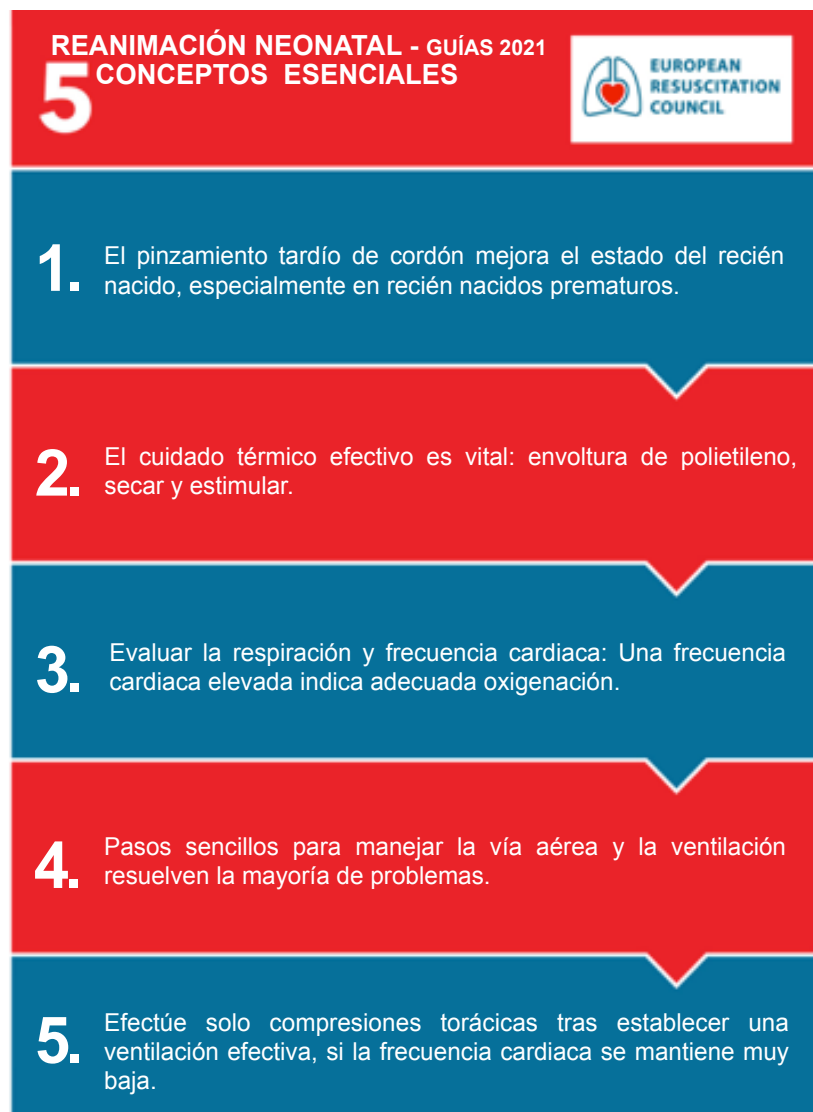 REANIMACIÓN NEONATAL - GUÍAS 2021
5 CONCEPTOS ESENCIALES
EUROPEAN
RESUSCITATION
COUNCIL
1. El pinzamiento tardío de cordón mejora el estado del recién
nacido, especialmente en recién nacidos prematuros.
2. El cuidado térmico efectivo es vital: envoltura de polietileno,
secar y estimular.
3. Evaluar la respiración y frecuencia cardiaca: Una frecuencia
cardiaca elevada indica adecuada oxigenación.
4. Pasos sencillos para manejar la vía aérea y la ventilación
resuelven la mayoría de problemas.
5. Efectúe solo compresiones torácicas tras establecer una
ventilación efectiva, si la frecuencia cardiaca se mantiene muy
baja.